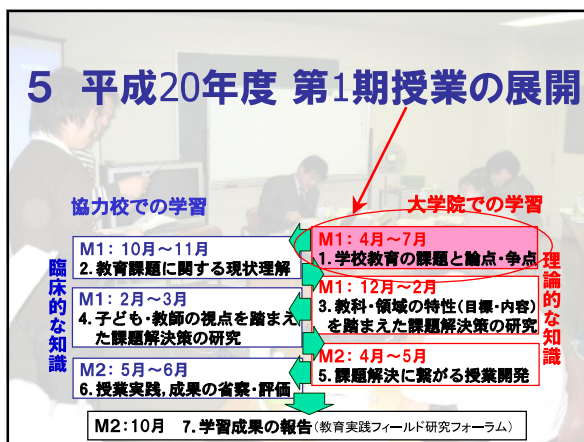 5 平成20年度 第1期授業の展開
協力校での学習
大学院での学習
臨床的な知識
理論的な知識
M1: 4月～7月
1.学校教育の課題と論点・争点
M1: 10月～11月
2.教育課題に関する現状理解
M1: 12月～2月
3.教科・領域の特性(目標・内容)
を踏まえた課題解決策の研究
M1: 2月～3月
4.子ども・教師の視点を踏まえ
た課題解決策の研究
M2: 4月～5月
5.課題解決に繋がる授業開発
M2: 5月～6月
6.授業実践,成果の省察・評価
M2:10月 7.学習成果の報告(教育実践フィールド研究フォーラム)